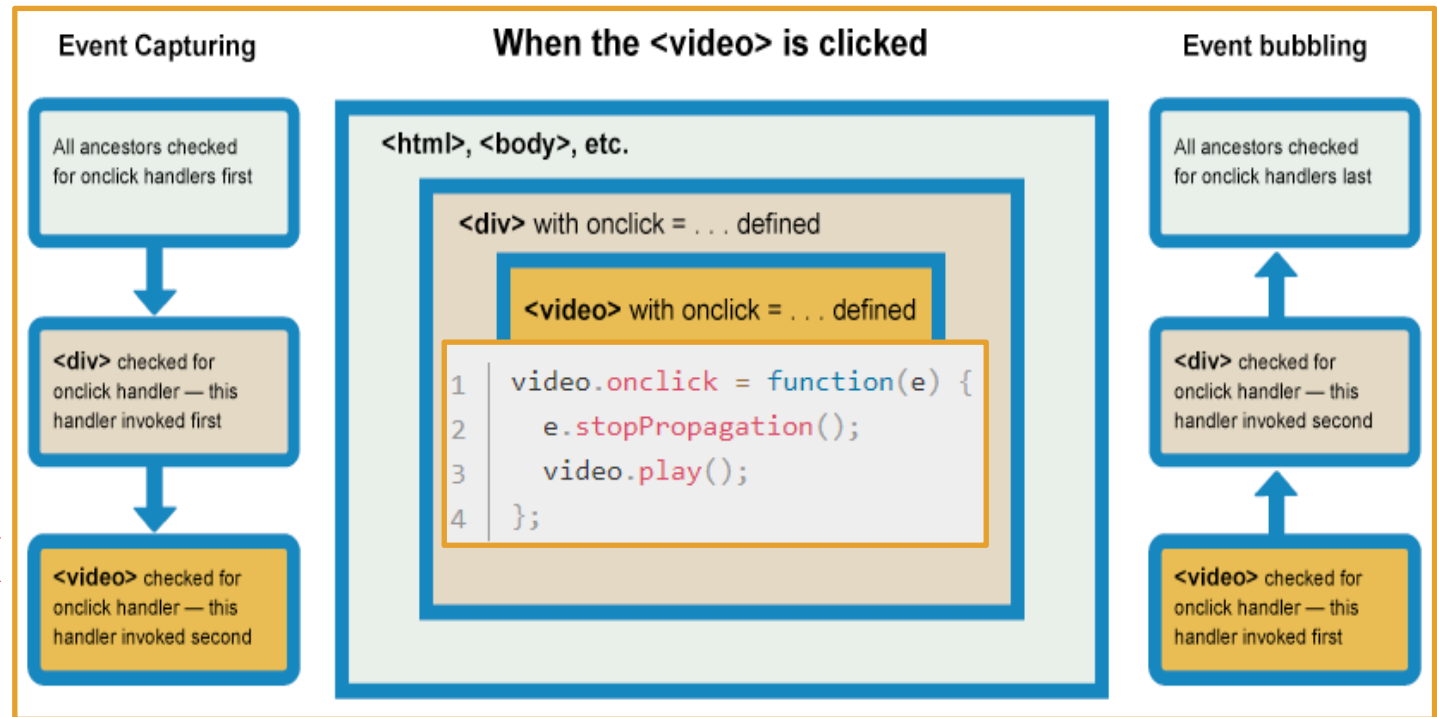 Event Capturing
When the <video> is clicked
Event bubbling
All ancestors checked
for onclick handlers first
<div> checked for
onclick handler — this
handler invoked first
<video> checked for
onclick handler — this
handler invoked second
<html>, <body>, etc.
<div> with onclick = . . . defined
<video> with onclick = . . . defined
1 video.onclick = function(e) {
2 e.stopPropagation();
3 video.play();
4 };
All ancestors checked
for onclick handlers last
<div> checked for
onclick handler — this
handler invoked second
<video> checked for
onclick handler — this
handler invoked first